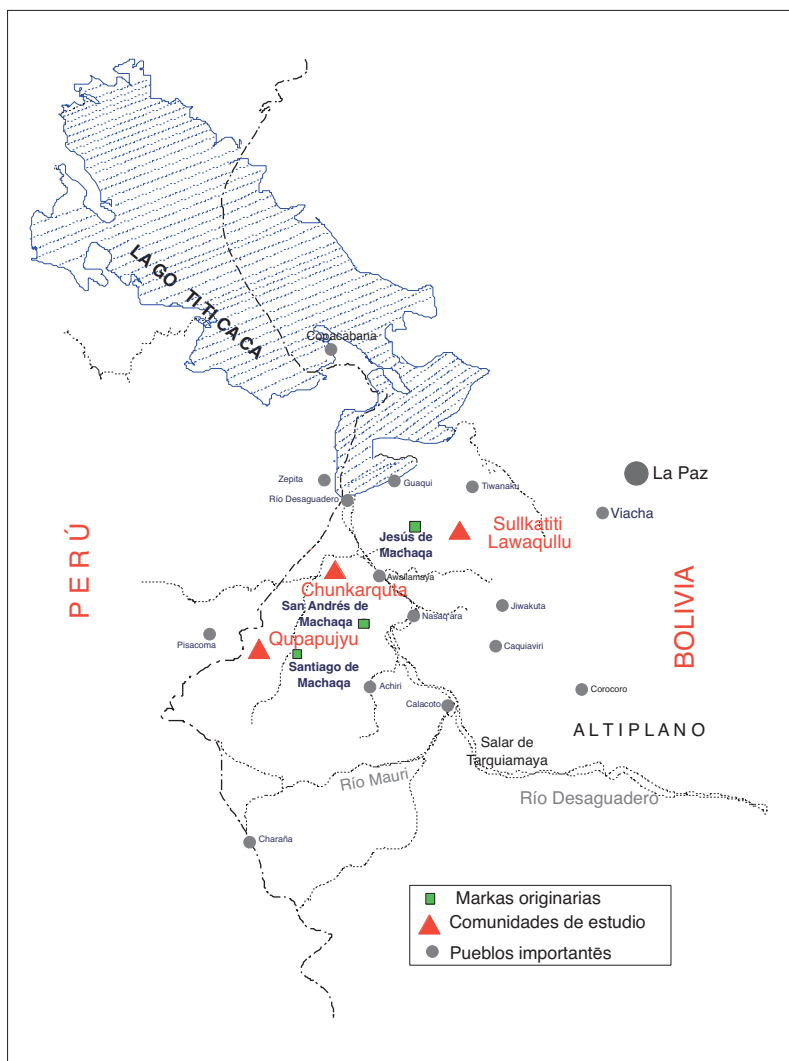 LAGO TITICACA
Copacabana
Zepita
Guaqui
Tiwanaku
La Paz
Río Desaguadero
Viacha
PERÚ
Jesús de
Machaqa
Sullkatiti
Lawaqullu
Awsllamaya
Chunkarquta
BOLIVIA
San Andrés de
Machaqa
Nasaq'ara
Jiwakuta
Pisacoma
Qupapujyu
Caquiaviri
Santiago de
Machaqa
Achiri
Corocoro
Calacoto
ALTIPLANO
Salar de
Tarquiamaya
Río Mauri
Río Desaguadero
Charaña
Markas originarias
Comunidades de estudio
Pueblos importantes